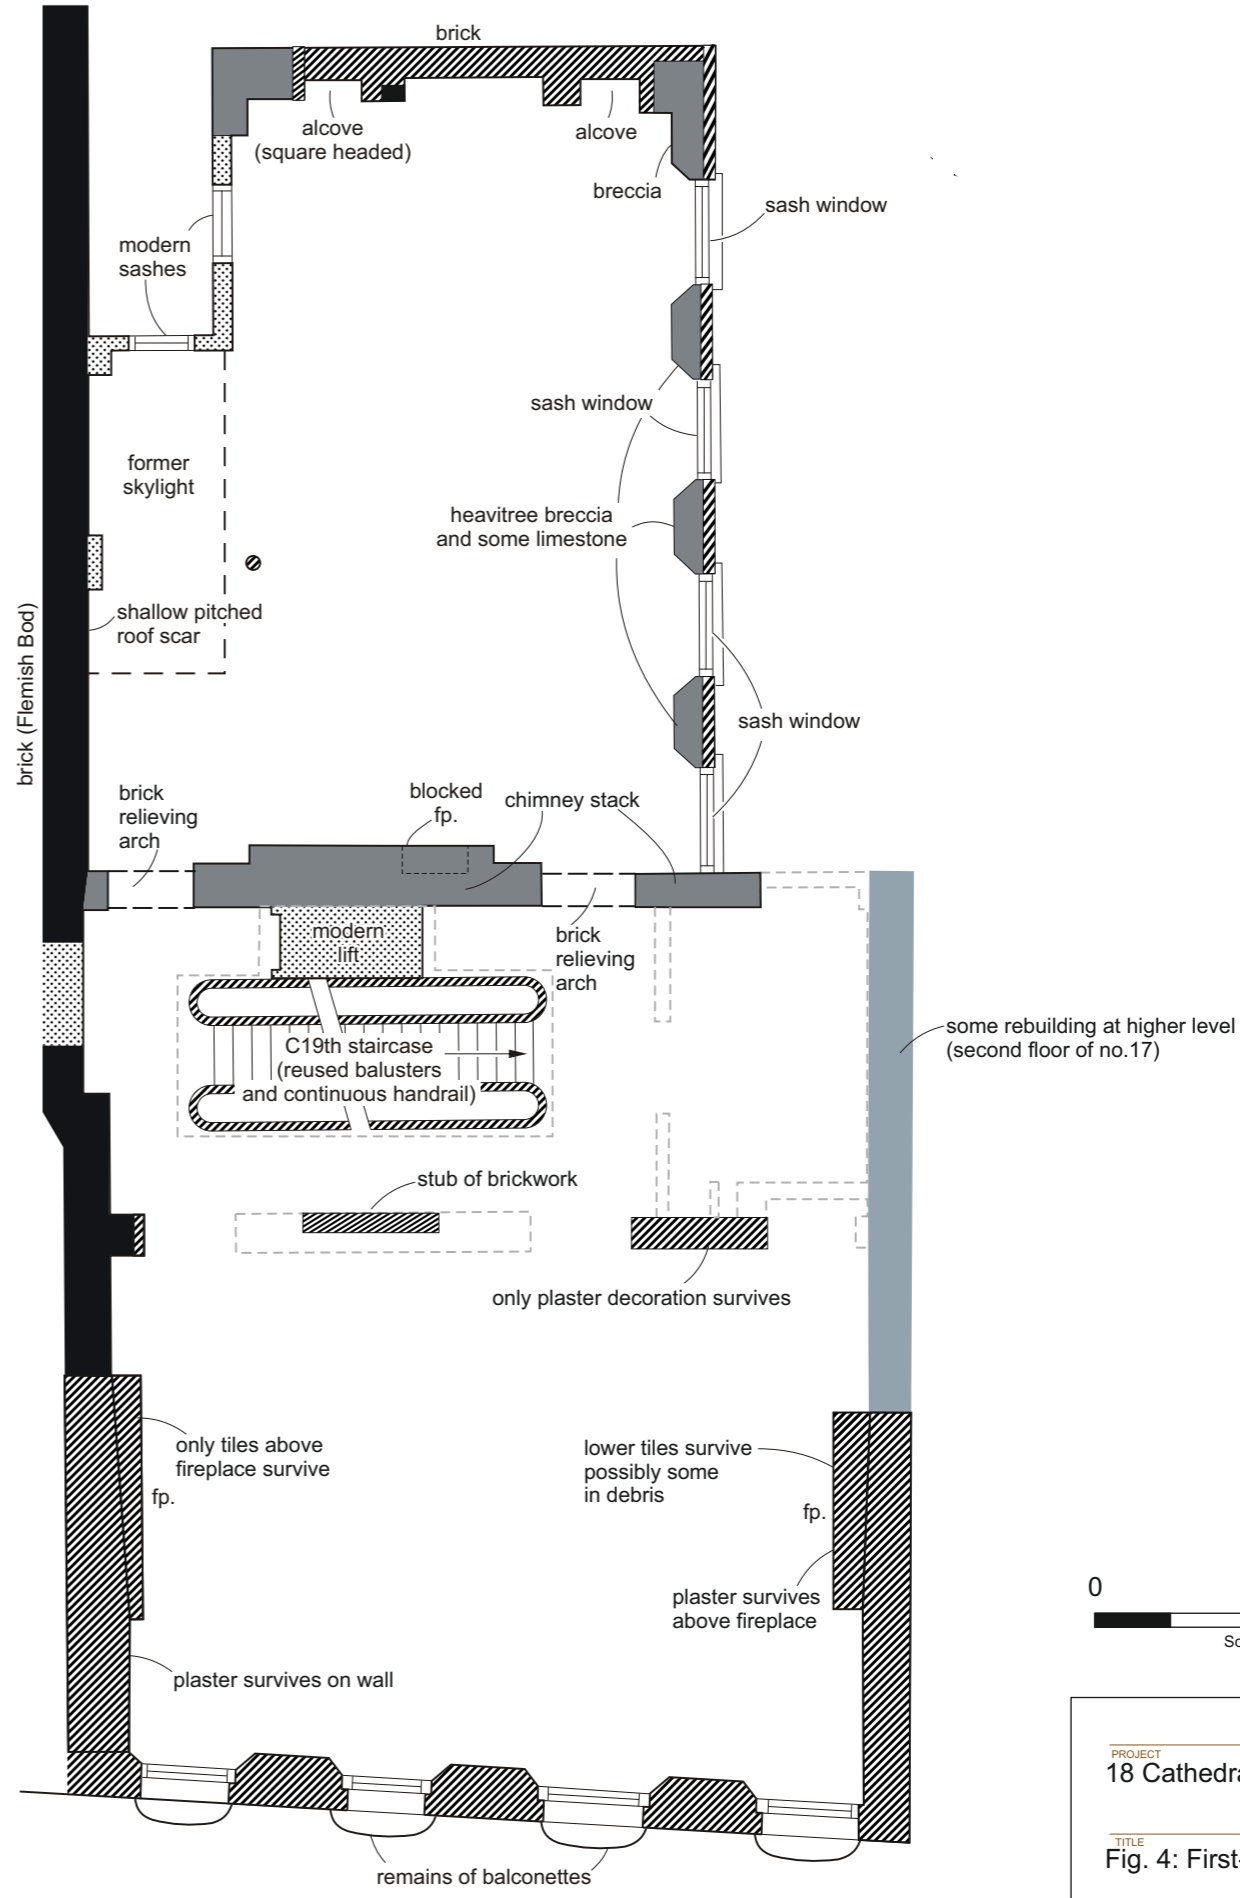 brick
alcove
(square headed)
alcove
breccia
sash window
modern
sashes
sash window
former
skylight
heavitree breccia
and some limestone
shallow pitched
roof scar
brick (Flemish Bod)
sash window
brick
relieving
arch
blocked
fp.
chimney stack
modern
lift
brick
relieving
arch
some rebuilding at higher level
(second floor of no.17)
C19th staircase
(reused balusters
and continuous handrail)
stub of brickwork
only plaster decoration survives
only tiles above
fireplace survive
fp.
lower tiles survive
possibly some
in debris
fp.
plaster survives
above fireplace
0
plaster survives on wall
PROJECT
18
TITLE
Fig. 4:
remains of balconettes